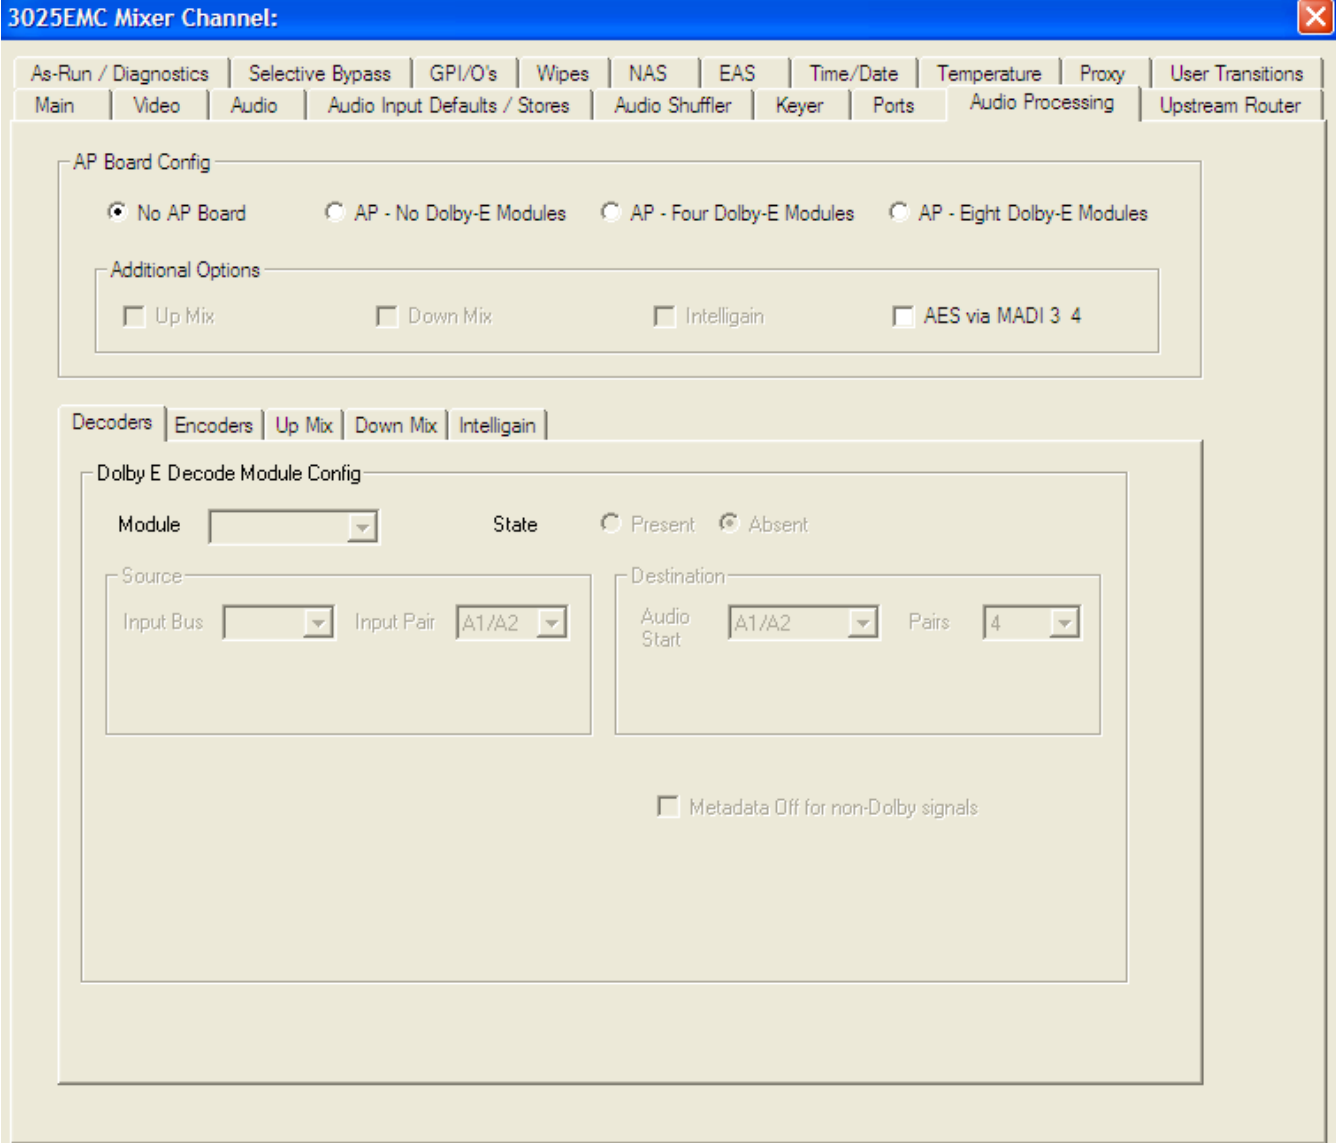 3025EMC Mixer Channel:
As-Run / Diagnostics Selective Bypass GPI/O's Wipes NAS EAS Time/Date Temperature Proxy User Transitions
Main Video Audio Audio Input Defaults / Stores Audio Shuffler Keyer Ports Audio Processing Upstream Router
AP Board Config
No AP Board AP - No Dolby-E Modules AP - Four Dolby-E Modules AP - Eight Dolby-E Modules
Additional Options
Up Mix Down Mix Intelligain AES via MADI 3 4
Decoders Encoders Up Mix Down Mix Intelligain
Dolby E Decode Module Config
Module State Present Absent
Source Destination
Input Bus Input Pair A1/A2 Audio Start A1/A2 Pairs 4
Metadata Off for non-Dolby signals